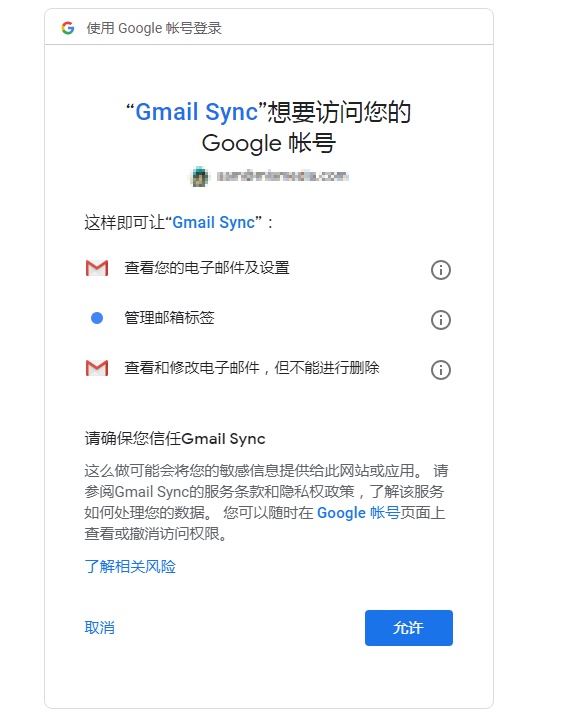 使用 Google 帐号登录
“Gmail Sync”想要访问您的
Google 帐号
这样即可让“Gmail Sync”：
查看您的电子邮件及设置
管理邮箱标签
查看和修改电子邮件，但不能进行删除
请确保您信任Gmail Sync
这么做可能会将您的敏感信息提供给此网站或应用。 请
参阅Gmail Sync的服务条款和隐私权政策，了解该服务
如何处理您的数据。 您可以随时在 Google 帐号页面上
查看或撤消访问权限。
了解相关风险
取消
允许